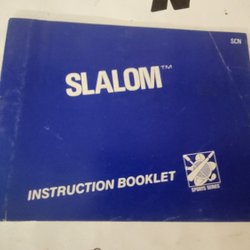 N
SCN
SLALOM™
INSTRUCTION BOOKLET
SPORTS SERIES